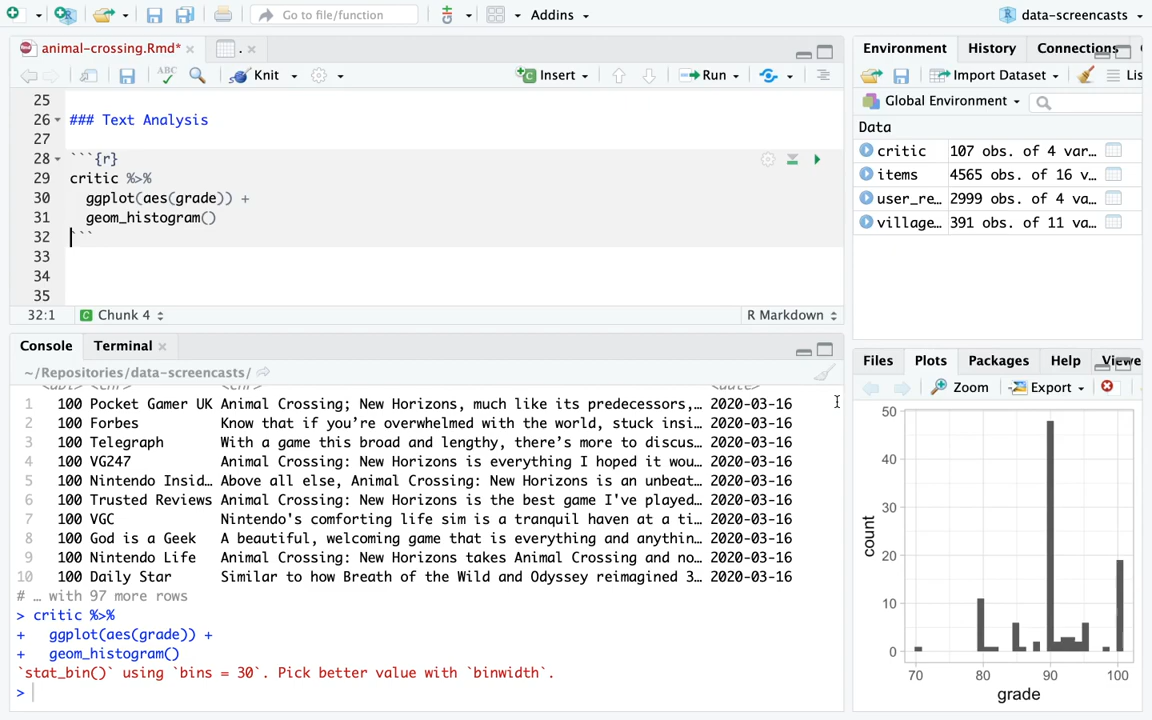 Go to file/function
Addins
data-screencasts
animal-crossing.Rmd*
.
Environment
History
Connections
ABC
Knit
Insert
Run
Import Dataset
Lis
Global Environment
25
26 ### Text Analysis
27
28 ```{r}
29 critic %>%
30 ggplot(aes(grade)) +
31 geom_histogram()
32 ```
33
34
35
32:1
Chunk 4
R Markdown
Data
critic 107 obs. of 4 var…
items 4565 obs. of 16 va…
user_re… 2999 obs. of 4 va…
village… 391 obs. of 11 va…
Console
Terminal
~/Repositories/data-screencasts/
<dbl> <chr> <chr> <date>
1 100 Pocket Gamer UK Animal Crossing; New Horizons, much like its predecessors,… 2020-03-16
2 100 Forbes Know that if you’re overwhelmed with the world, stuck insi… 2020-03-16
3 100 Telegraph With a game this broad and lengthy, there’s more to discus… 2020-03-16
4 100 VG247 Animal Crossing: New Horizons is everything I hoped it wou… 2020-03-16
5 100 Nintendo Insid… Above all else, Animal Crossing: New Horizons is an unbeat… 2020-03-16
6 100 Trusted Reviews Animal Crossing: New Horizons is the best game I've played… 2020-03-16
7 100 VGC Nintendo's comforting life sim is a tranquil haven at a ti… 2020-03-16
8 100 God is a Geek A beautiful, welcoming game that is everything and anythin… 2020-03-16
9 100 Nintendo Life Animal Crossing: New Horizons takes Animal Crossing and no… 2020-03-16
10 100 Daily Star Similar to how Breath of the Wild and Odyssey reimagined 3… 2020-03-16
# … with 97 more rows
> critic %>%
+ ggplot(aes(grade)) +
+ geom_histogram()
`stat_bin()` using `bins = 30`. Pick better value with `binwidth`.
>
Files
Plots
Packages
Help
Viewe
Zoom
Export
50
40
30
20
10
0
count
70 80 90 100
grade